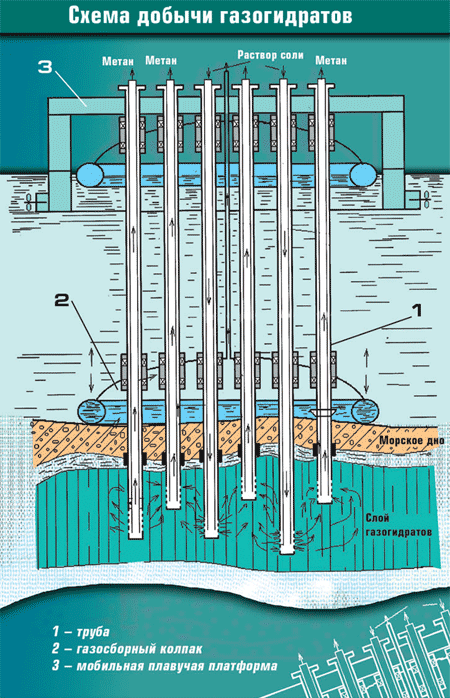 Схема добычи газогидратов
3
Метан Метан Раствор соли Метан
2
1
Морское дно
Слой
газогидратов
1 – труба
2 – газосборный колпак
3 – мобильная плавучая платформа